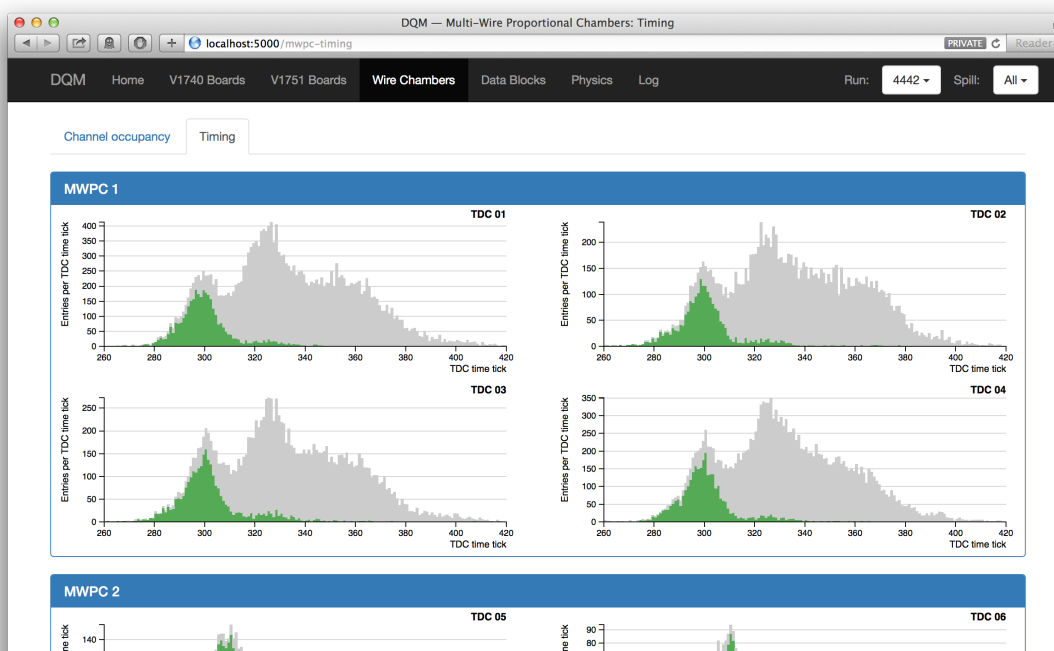 DQM — Multi-Wire Proportional Chambers: Timing
localhost:5000/mwpc-timing PRIVATE Reader
DQM Home V1740 Boards V1751 Boards Wire Chambers Data Blocks Physics Log Run: 4442 Spill: All
Channel occupancy Timing
MWPC 1
TDC 01
Entries per TDC time tick
400
350
300
250
200
150
100
50
0
260 280 300 320 340 360 380 400 420
TDC time tick
TDC 02
Entries per TDC time tick
200
150
100
50
0
260 280 300 320 340 360 380 400 420
TDC time tick
TDC 03
Entries per TDC time tick
250
200
150
100
50
0
260 280 300 320 340 360 380 400 420
TDC time tick
TDC 04
Entries per TDC time tick
350
300
250
200
150
100
50
0
260 280 300 320 340 360 380 400 420
TDC time tick
MWPC 2
TDC 05
ne tick
140
TDC 06
ne tick
90
80